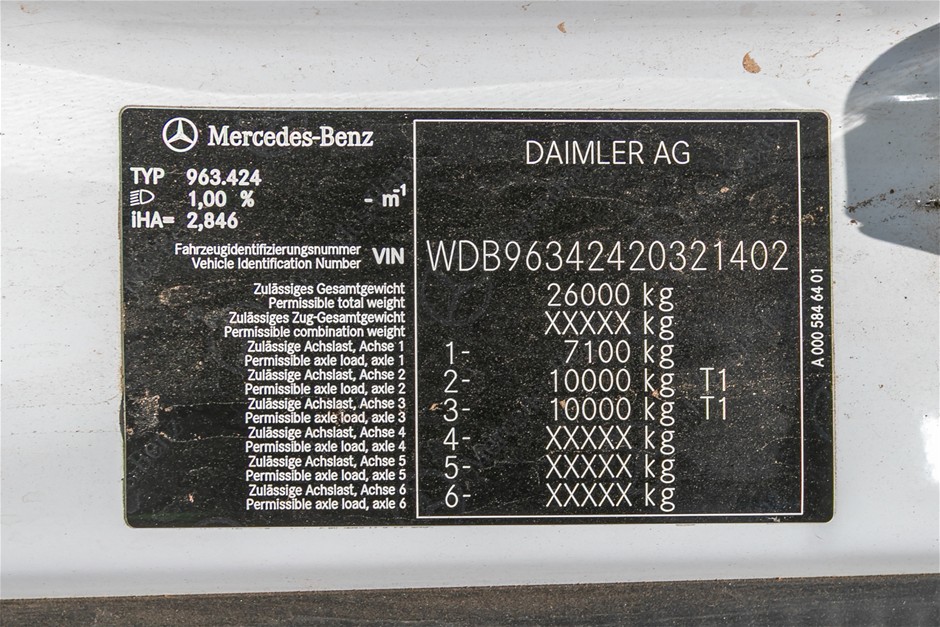 Mercedes-Benz
DAIMLER AG
TYP 963.424
1,00 % - m⁻¹
iHA= 2,846
Fahrzeugidentifizierungsnummer
Vehicle Identification Number
VIN WDB96342420321402
Zulässiges Gesamtgewicht
Permissible total weight
26000 kg
Zulässiges Zug-Gesamtgewicht
Permissible combination weight
XXXXX kg
Zulässige Achslast, Achse 1
Permissible axle load, axle 1
1- 7100 kg
Zulässige Achslast, Achse 2
Permissible axle load, axle 2
2- 10000 kg T1
Zulässige Achslast, Achse 3
Permissible axle load, axle 3
3- 10000 kg T1
Zulässige Achslast, Achse 4
Permissible axle load, axle 4
4- XXXXX kg
Zulässige Achslast, Achse 5
Permissible axle load, axle 5
5- XXXXX kg
Zulässige Achslast, Achse 6
Permissible axle load, axle 6
6- XXXXX kg
A 000 584 64 01